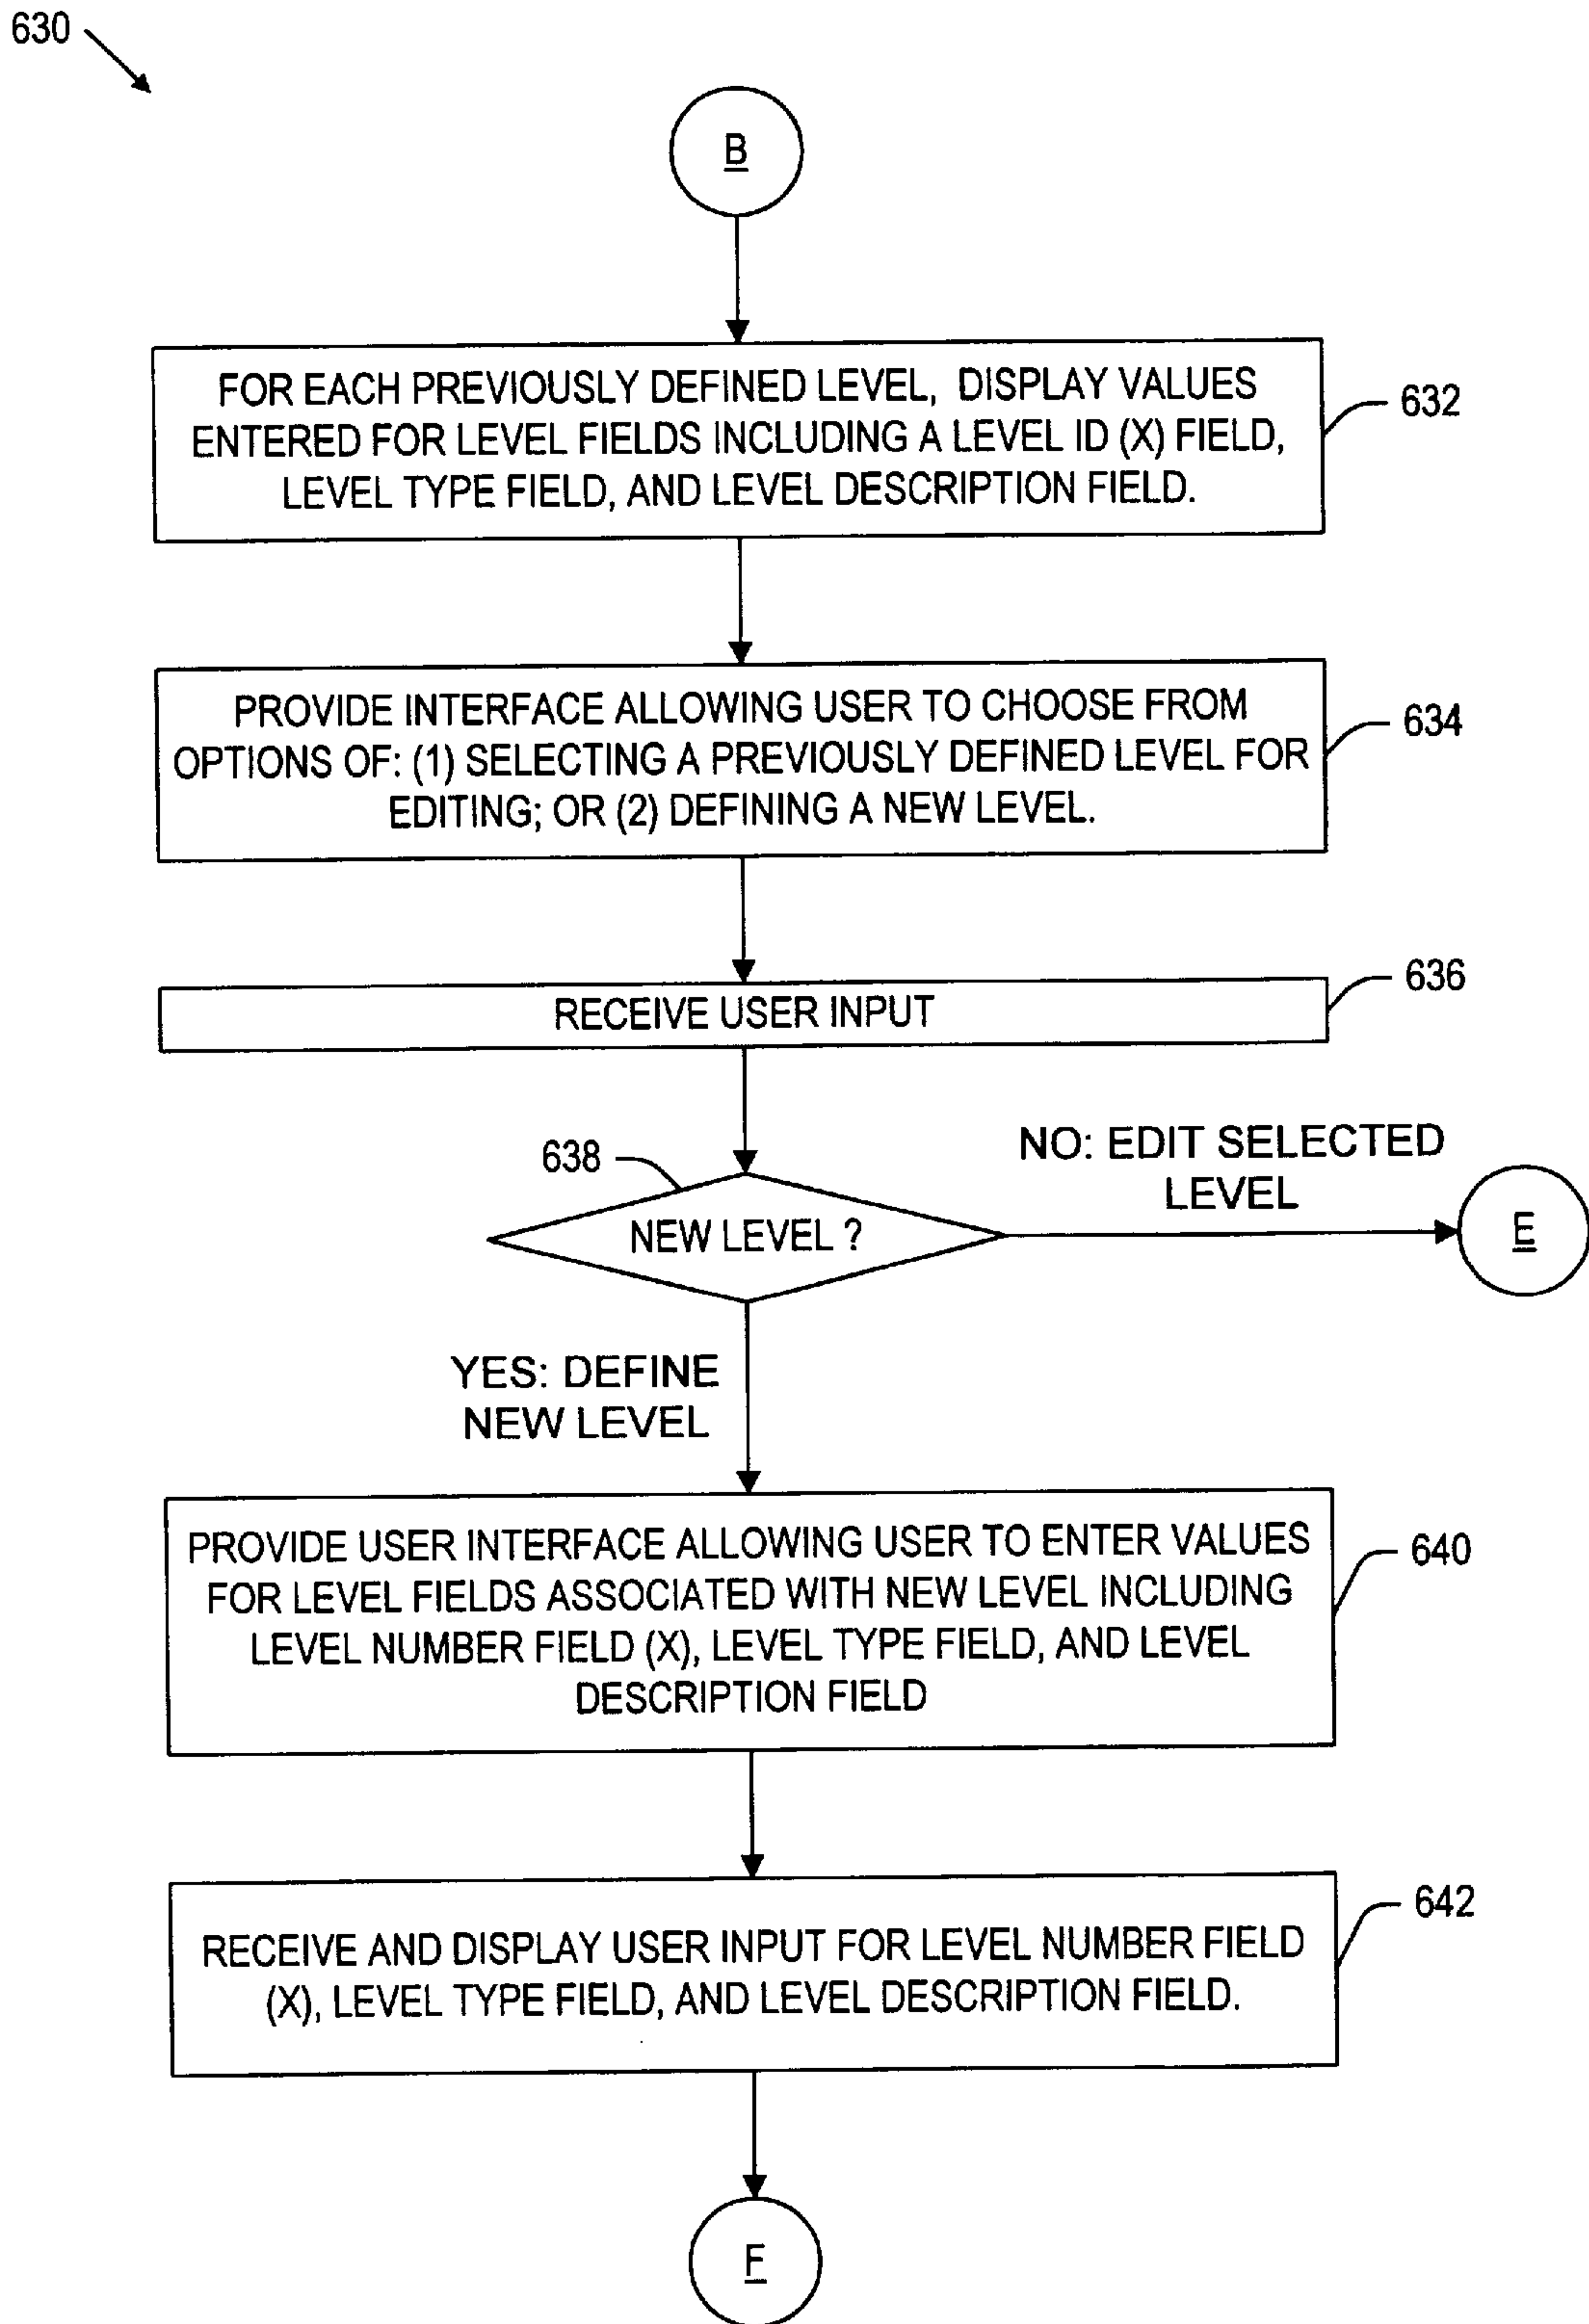 630
B
FOR EACH PREVIOUSLY DEFINED LEVEL, DISPLAY VALUES
ENTERED FOR LEVEL FIELDS INCLUDING A LEVEL ID (X) FIELD,
LEVEL TYPE FIELD, AND LEVEL DESCRIPTION FIELD.
632
PROVIDE INTERFACE ALLOWING USER TO CHOOSE FROM
OPTIONS OF: (1) SELECTING A PREVIOUSLY DEFINED LEVEL FOR
EDITING; OR (2) DEFINING A NEW LEVEL.
634
RECEIVE USER INPUT
636
638
NEW LEVEL ?
NO: EDIT SELECTED
LEVEL
E
YES: DEFINE
NEW LEVEL
PROVIDE USER INTERFACE ALLOWING USER TO ENTER VALUES
FOR LEVEL FIELDS ASSOCIATED WITH NEW LEVEL INCLUDING
LEVEL NUMBER FIELD (X), LEVEL TYPE FIELD, AND LEVEL
DESCRIPTION FIELD
640
RECEIVE AND DISPLAY USER INPUT FOR LEVEL NUMBER FIELD
(X), LEVEL TYPE FIELD, AND LEVEL DESCRIPTION FIELD.
642
F